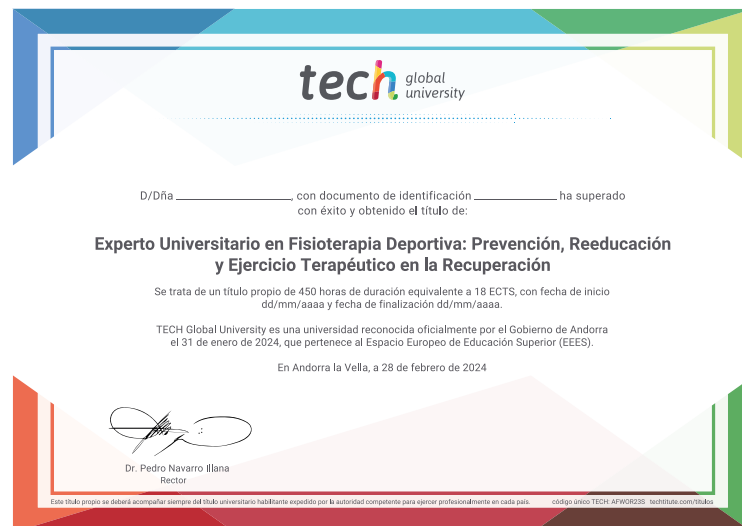 tech global
university
D/Dña ____________, con documento de identificación ____________ ha superado
con éxito y obtenido el título de:
Experto Universitario en Fisioterapia Deportiva: Prevención, Reeducación
y Ejercicio Terapéutico en la Recuperación
Se trata de un título propio de 450 horas de duración equivalente a 18 ECTS, con fecha de inicio
dd/mm/aaaa y fecha de finalización dd/mm/aaaa.
TECH Global University es una universidad reconocida oficialmente por el Gobierno de Andorra
el 31 de enero de 2024, que pertenece al Espacio Europeo de Educación Superior (EEES).
En Andorra la Vella, a 28 de febrero de 2024
Dr. Pedro Navarro Illana
Rector
Este título propio se deberá acompañar siempre del título universitario habilitante expedido por la autoridad competente para ejercer profesionalmente en cada país. código único TECH: AFWOR23S techtitute.com/titulos